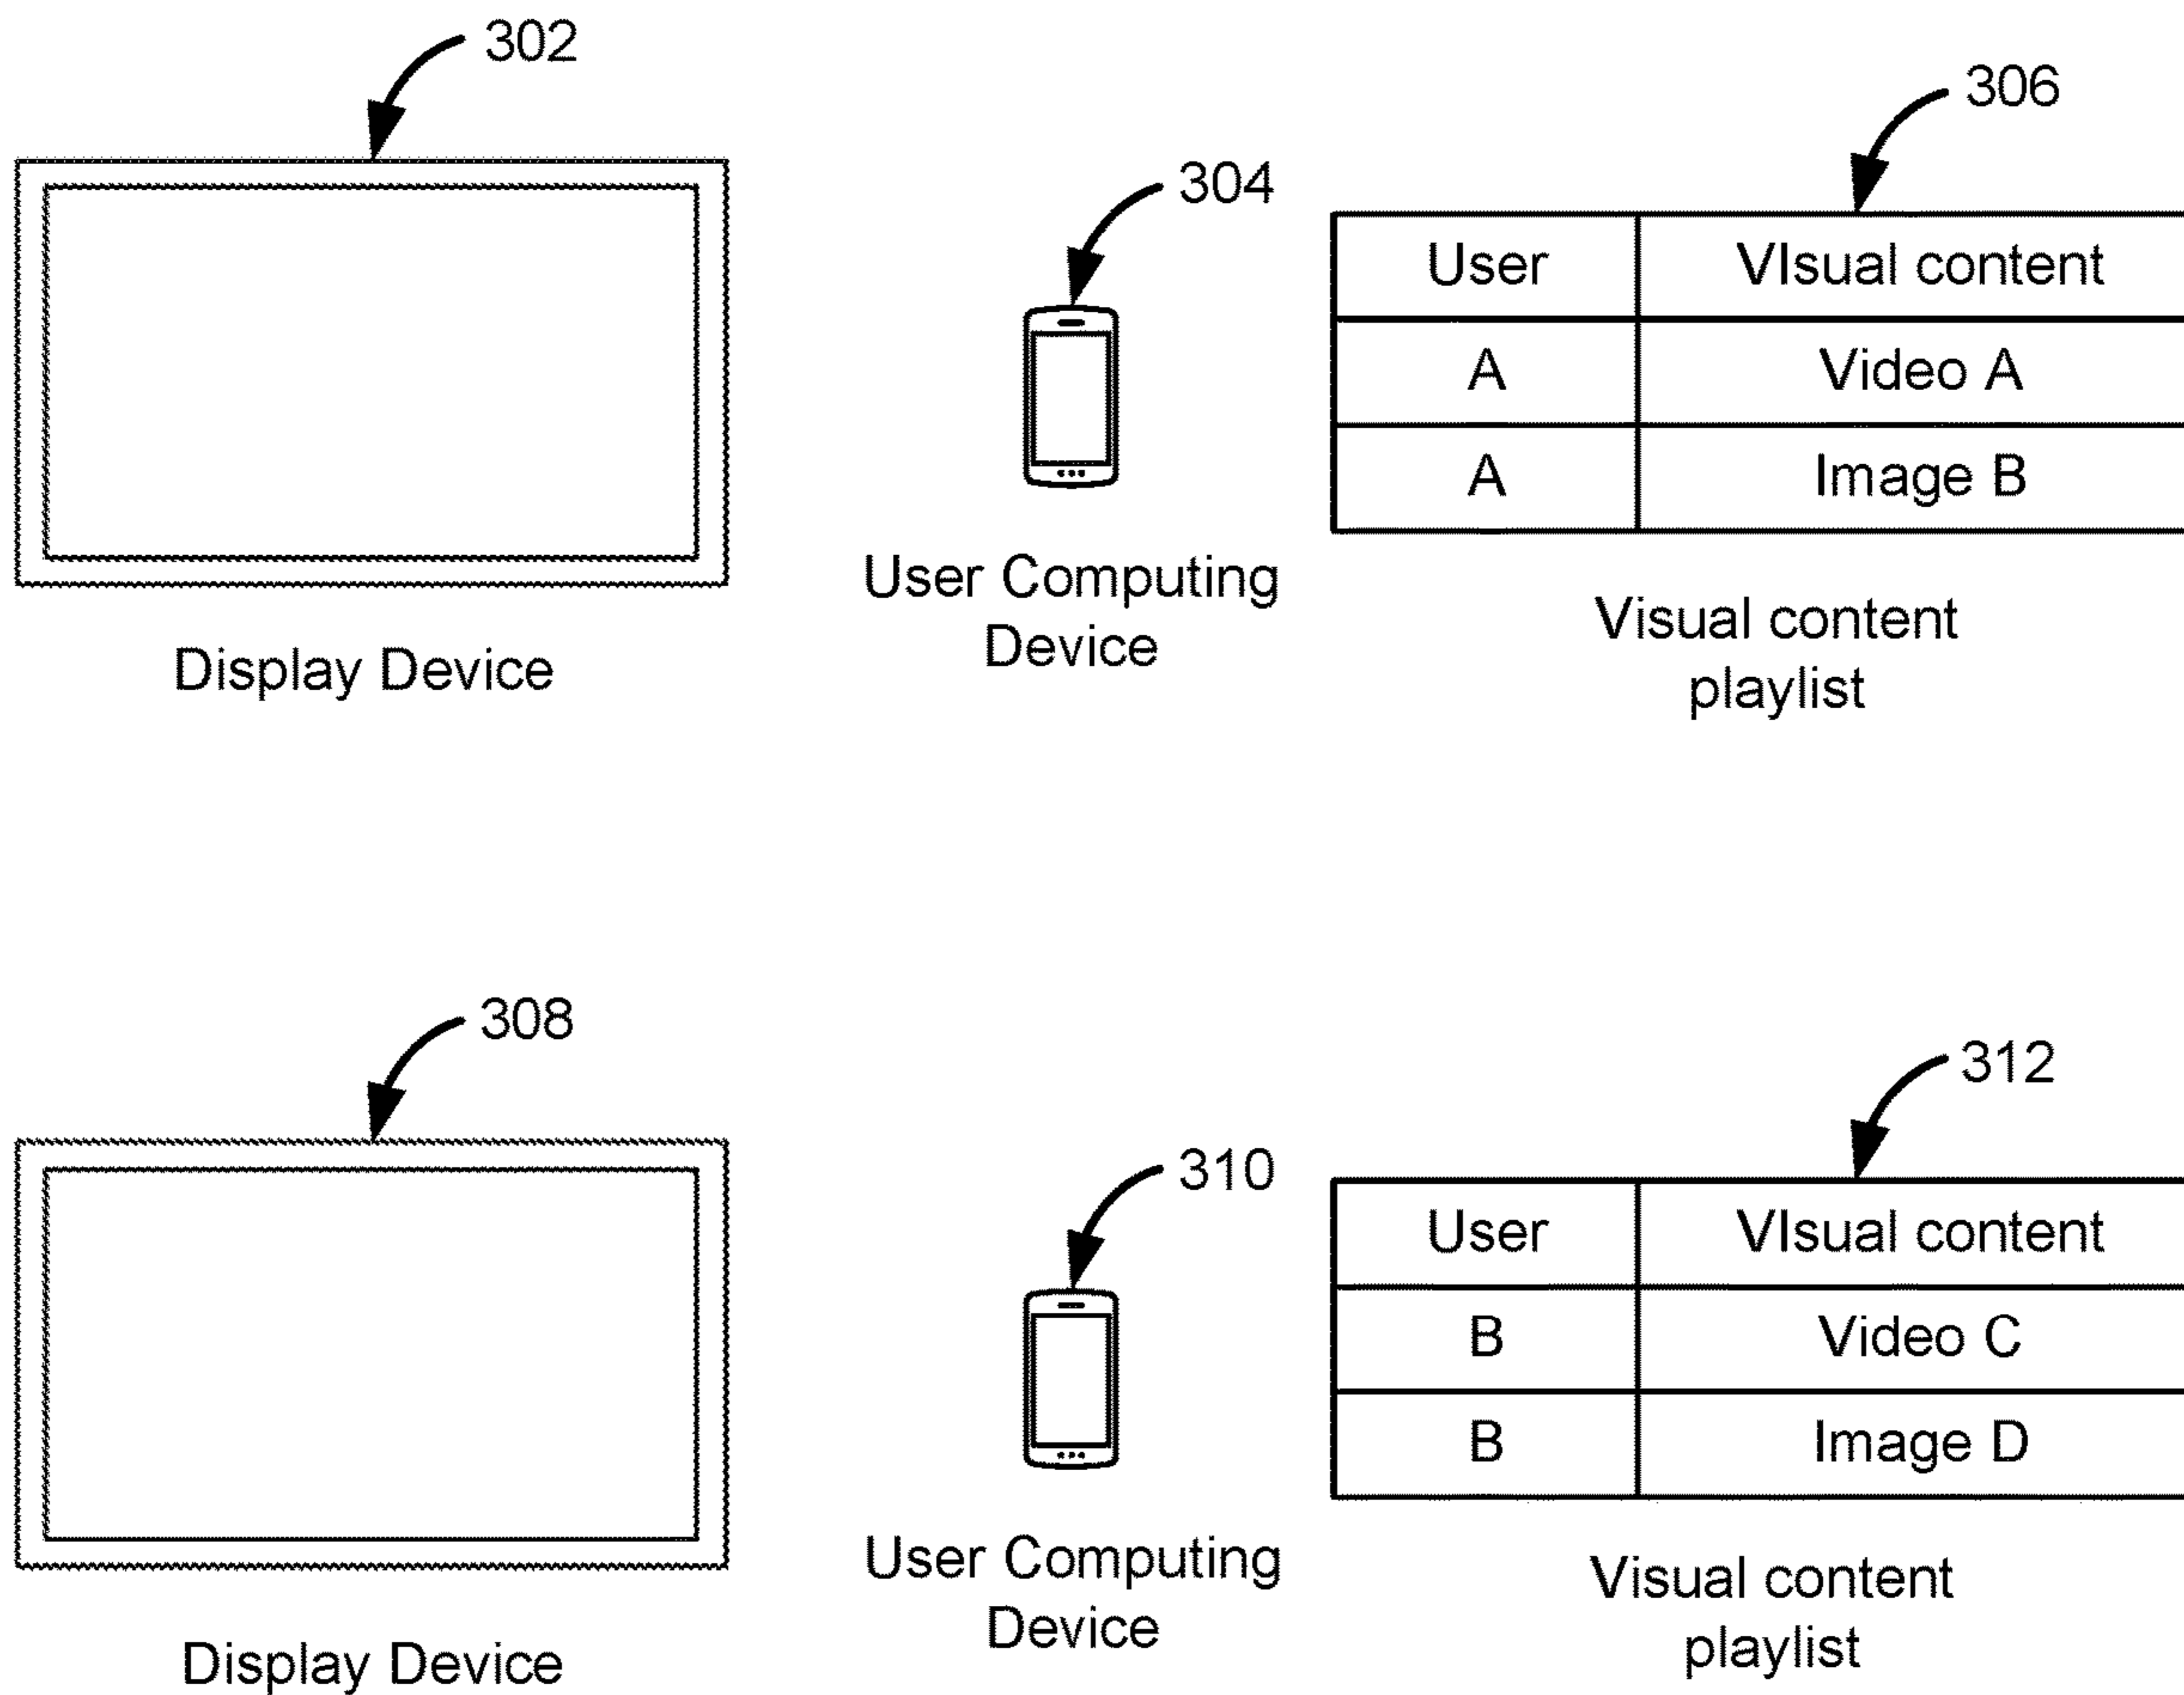 302
304
306
User VIsual content
A Video A
A Image B
Display Device
User Computing
Device
Visual content
playlist
308
310
312
User VIsual content
B Video C
B Image D
Display Device
User Computing
Device
Visual content
playlist